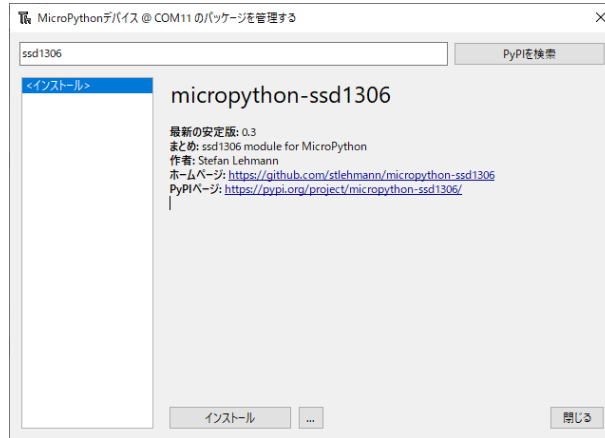 MicroPythonデバイス @ COM11 のパッケージを管理する
ssd1306
PyPIを検索
<インストール>
micropython-ssd1306
最新の安定版: 0.3
まとめ: ssd1306 module for MicroPython
作者: Stefan Lehmann
ホームページ: https://github.com/stlehmann/micropython-ssd1306
PyPIページ: https://pypi.org/project/micropython-ssd1306/
インストール
...
閉じる